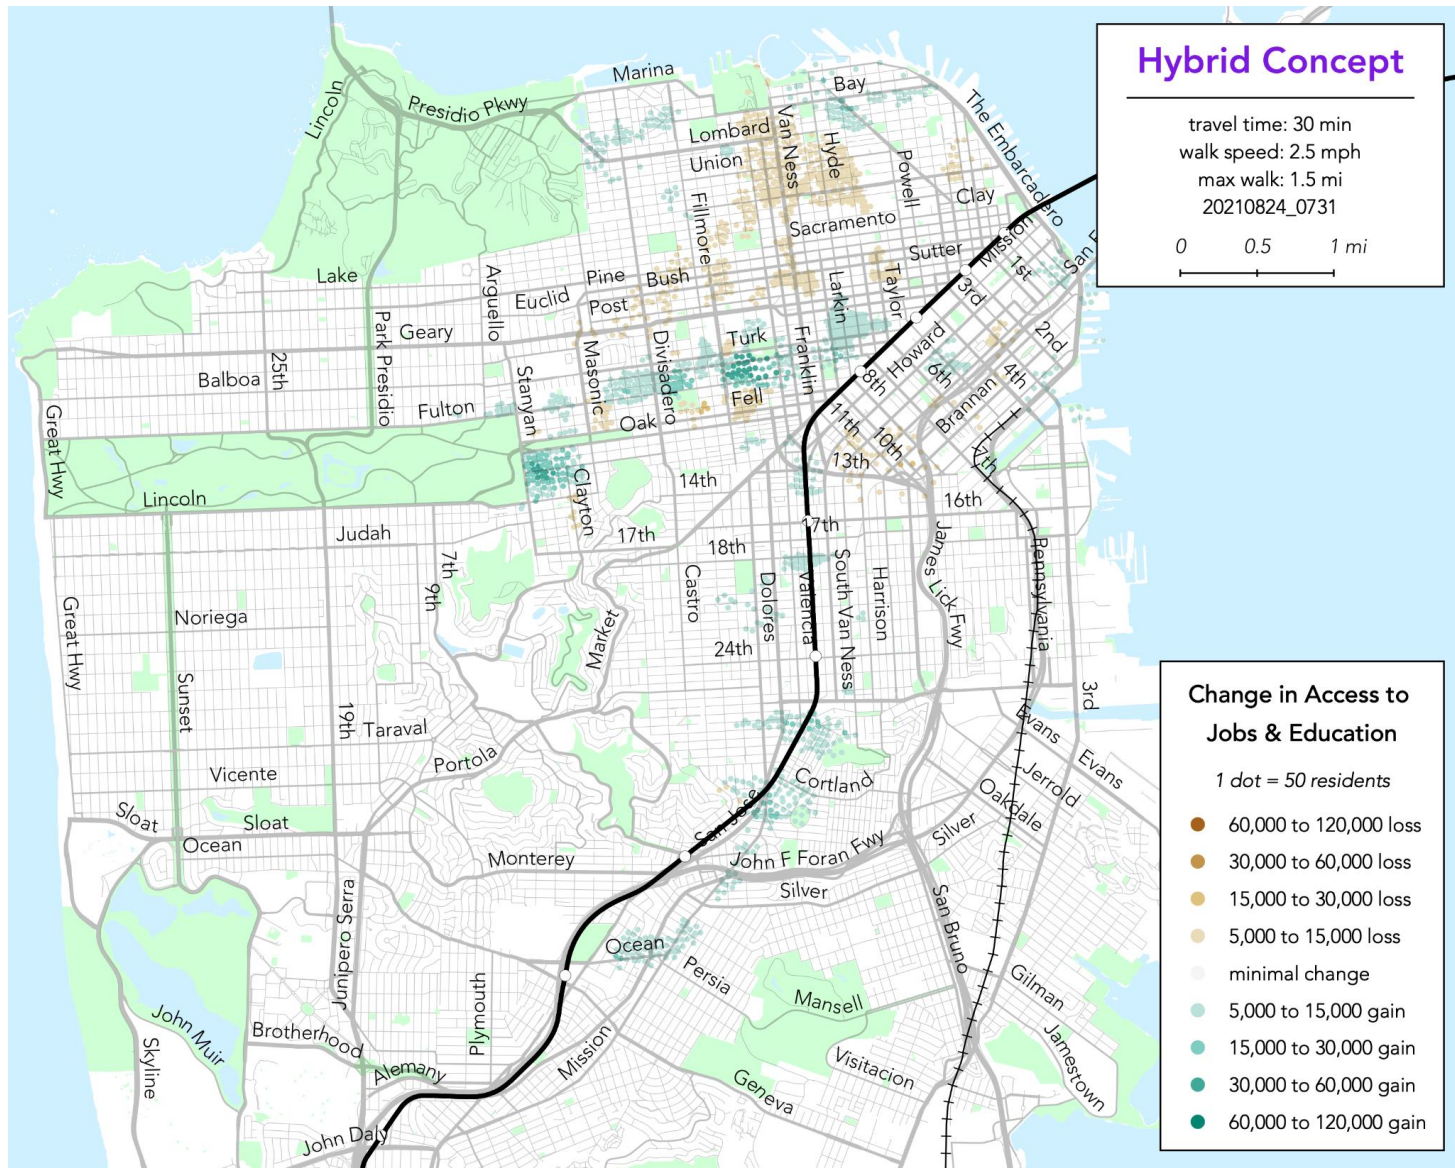 Hybrid Concept
travel time: 30 min
walk speed: 2.5 mph
max walk: 1.5 mi
20210824_0731
0 0.5 1 mi
Marina
Bay
Presidio Pkwy
Lincoln
The Embarcadero
Lombard
Van Ness
Hyde
Union
Powell
Clay
Fillmore
Sacramento
Sutter
Mission
1st
San F
Lake
Arguello
Pine
Bush
Euclid
Post
Larkin
Taylor
3rd
Geary
Park Presidio
25th
Turk
Franklin
Howard
2nd
Balboa
Masonic
Divisadero
Stanyan
8th
6th
4th
Fell
Brannan
Fulton
Oak
11th
10th
Great Hwy
13th
7th
Clayton
14th
16th
Lincoln
Judah
17th
17th
18th
7th
9th
James Lick Fwy
Pennsylvania
Castro
Dolores
Valencia
South Van Ness
Harrison
Great Hwy
Noriega
Market
24th
Sunset
19th
Taraval
3rd
Evans
Evans
Portola
Vicente
Cortland
Jerrold
Oakdale
Sloat
Sloat
San Jose
Silver
Ocean
Monterey
John F Foran Fwy
Silver
Junipero Serra
San Bruno
Ocean
Persia
Plymouth
Mansell
Gilman
John Muir
Brotherhood
Skyline
Mission
Visitacion
Jamestown
Alemany
Geneva
John Daly
Change in Access to
Jobs & Education
1 dot = 50 residents
60,000 to 120,000 loss
30,000 to 60,000 loss
15,000 to 30,000 loss
5,000 to 15,000 loss
minimal change
5,000 to 15,000 gain
15,000 to 30,000 gain
30,000 to 60,000 gain
60,000 to 120,000 gain